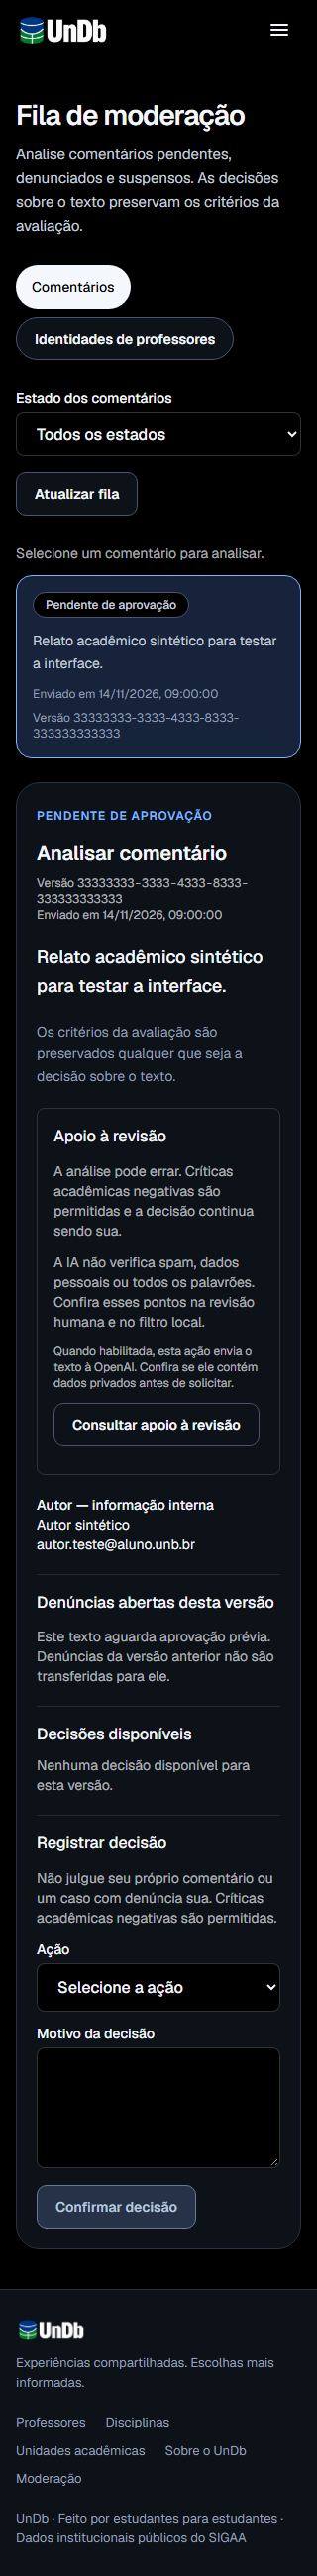 UnDb
Fila de moderação
Analise comentários pendentes,
denunciados e suspensos. As decisões
sobre o texto preservam os critérios da
avaliação.
Comentários
Identidades de professores
Estado dos comentários
Todos os estados
Atualizar fila
Selecione um comentário para analisar.
Pendente de aprovação
Relato acadêmico sintético para testar
a interface.
Enviado em 14/11/2026, 09:00:00
Versão 33333333-3333-4333-8333-
333333333333
PENDENTE DE APROVAÇÃO
Analisar comentário
Versão 33333333-3333-4333-8333-
333333333333
Enviado em 14/11/2026, 09:00:00
Relato acadêmico sintético
para testar a interface.
Os critérios da avaliação são
preservados qualquer que seja a
decisão sobre o texto.
Apoio à revisão
A análise pode errar. Críticas
acadêmicas negativas são
permitidas e a decisão continua
sendo sua.
A IA não verifica spam, dados
pessoais ou todos os palavrões.
Confira esses pontos na revisão
humana e no filtro local.
Quando habilitada, esta ação envia o
texto à OpenAI. Confira se ele contém
dados privados antes de solicitar.
Consultar apoio à revisão
Autor — informação interna
Autor sintético
autor.teste@aluno.unb.br
Denúncias abertas desta versão
Este texto aguarda aprovação prévia.
Denúncias da versão anterior não são
transferidas para ele.
Decisões disponíveis
Nenhuma decisão disponível para
esta versão.
Registrar decisão
Não julgue seu próprio comentário ou
um caso com denúncia sua. Críticas
acadêmicas negativas são permitidas.
Ação
Selecione a ação
Motivo da decisão
Confirmar decisão
UnDb
Experiências compartilhadas. Escolhas mais
informadas.
Professores Disciplinas
Unidades acadêmicas Sobre o UnDb
Moderação
UnDb · Feito por estudantes para estudantes ·
Dados institucionais públicos do SIGAA